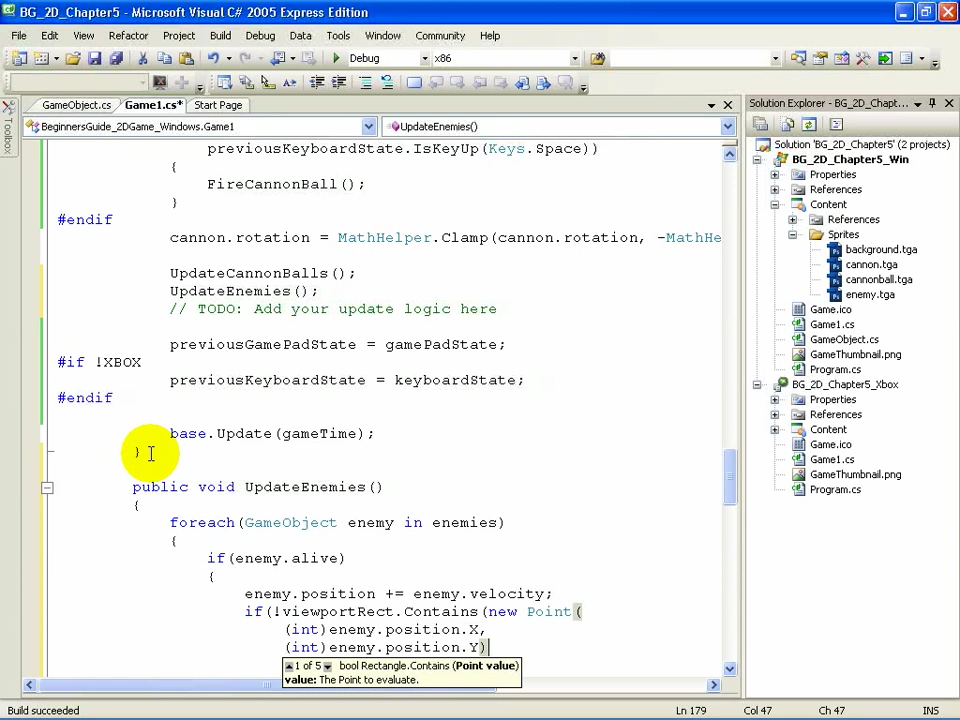 BG_2D_Chapter5 - Microsoft Visual C# 2005 Express Edition
File Edit View Refactor Project Build Debug Data Tools Window Community Help
Debug x86
GameObject.cs Game1.cs* Start Page
BeginnersGuide_2DGame_Windows.Game1 UpdateEnemies()
Toolbox
previousKeyboardState.IsKeyUp(Keys.Space))
{
FireCannonBall();
}
#endif
cannon.rotation = MathHelper.Clamp(cannon.rotation, -MathHe
UpdateCannonBalls();
UpdateEnemies();
// TODO: Add your update logic here
previousGamePadState = gamePadState;
#if !XBOX
previousKeyboardState = keyboardState;
#endif
base.Update(gameTime);
}
public void UpdateEnemies()
{
foreach(GameObject enemy in enemies)
{
if(enemy.alive)
{
enemy.position += enemy.velocity;
if(!viewportRect.Contains(new Point(
(int)enemy.position.X,
(int)enemy.position.Y)
1 of 5 bool Rectangle.Contains (Point value)
value: The Point to evaluate.
Solution Explorer - BG_2D_Chapt...
Solution 'BG_2D_Chapter5' (2 projects)
BG_2D_Chapter5_Win
Properties
References
Content
References
Sprites
background.tga
cannon.tga
cannonball.tga
enemy.tga
Game.ico
Game1.cs
GameObject.cs
GameThumbnail.png
Program.cs
BG_2D_Chapter5_Xbox
Properties
References
Content
Game.ico
Game1.cs
GameThumbnail.png
Program.cs
Build succeeded Ln 179 Col 47 Ch 47 INS